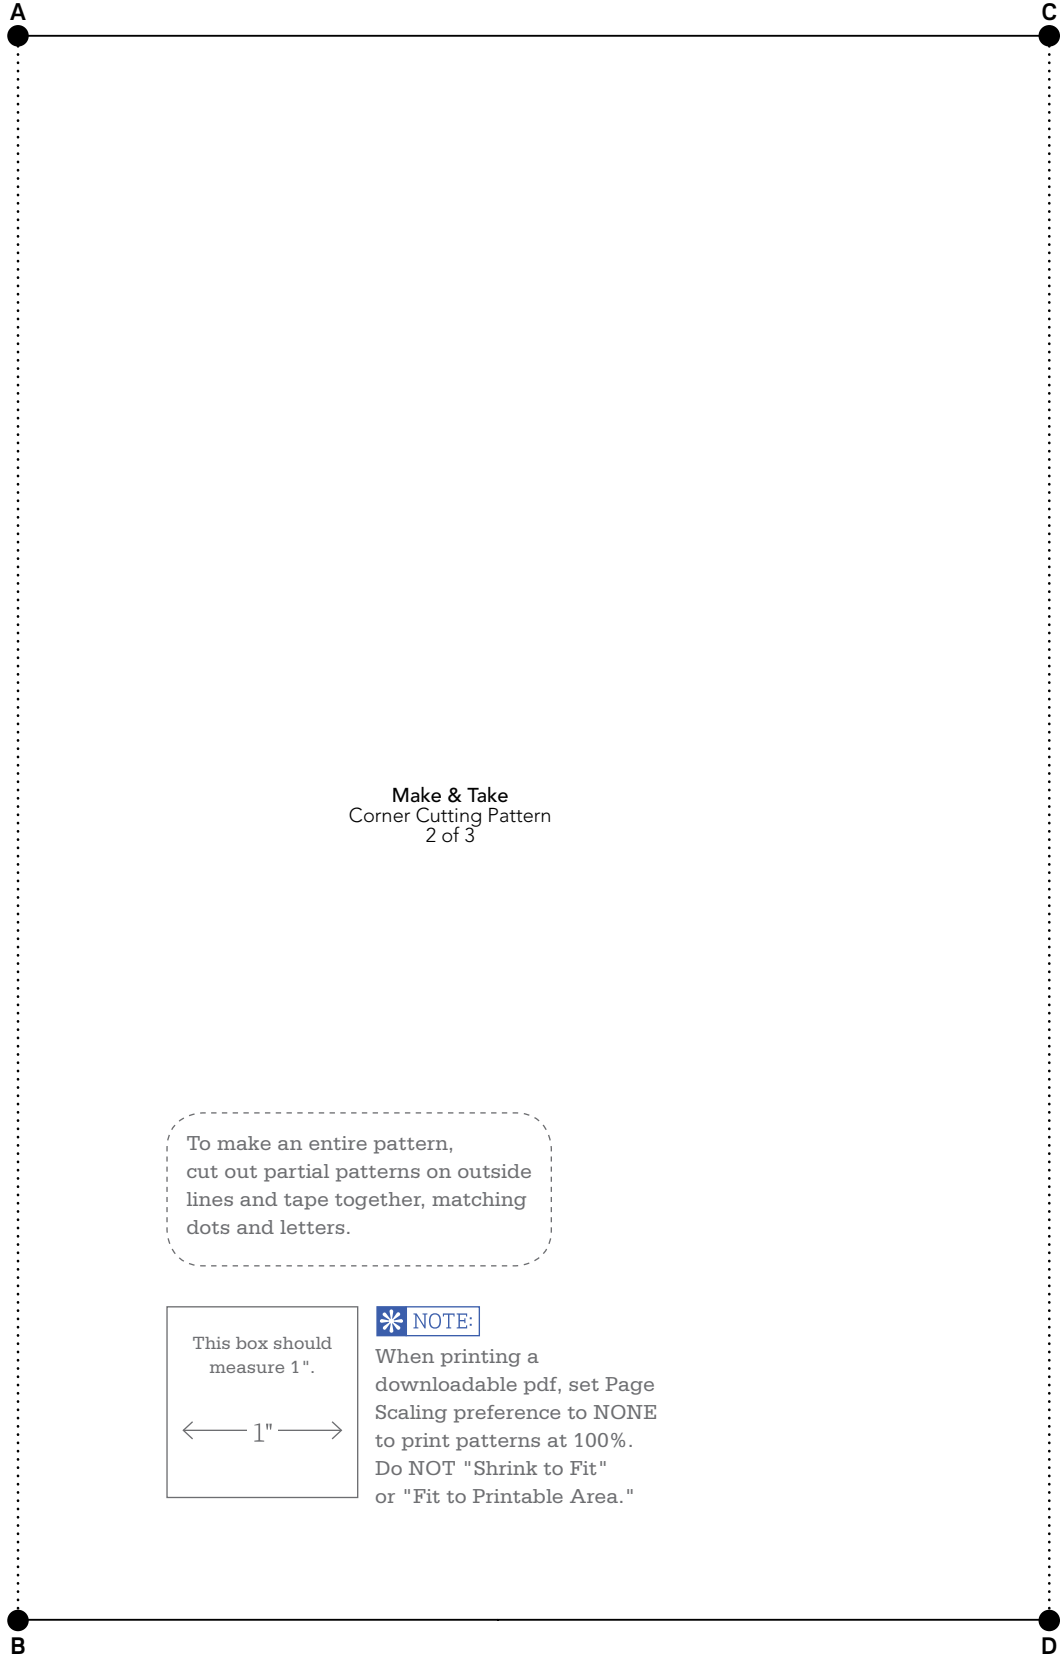 A
C
Make & Take
Corner Cutting Pattern
2 of 3
To make an entire pattern,
cut out partial patterns on outside
lines and tape together, matching
dots and letters.
This box should
measure 1".
1"
NOTE:
When printing a
downloadable pdf, set Page
Scaling preference to NONE
to print patterns at 100%.
Do NOT "Shrink to Fit"
or "Fit to Printable Area."
B
D